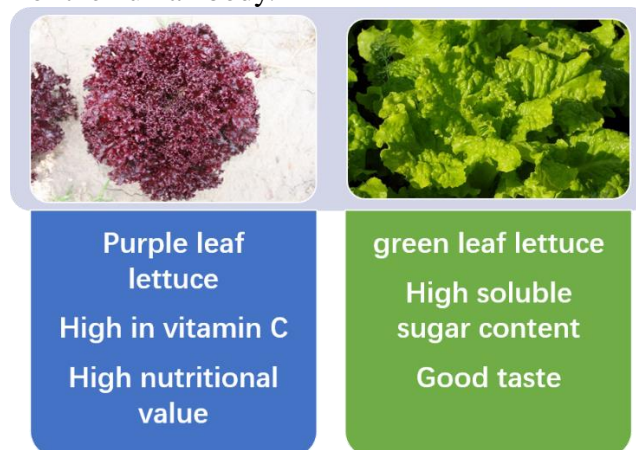 Purple leaf
lettuce
High in vitamin C
High nutritional
value
green leaf lettuce
High soluble
sugar content
Good taste